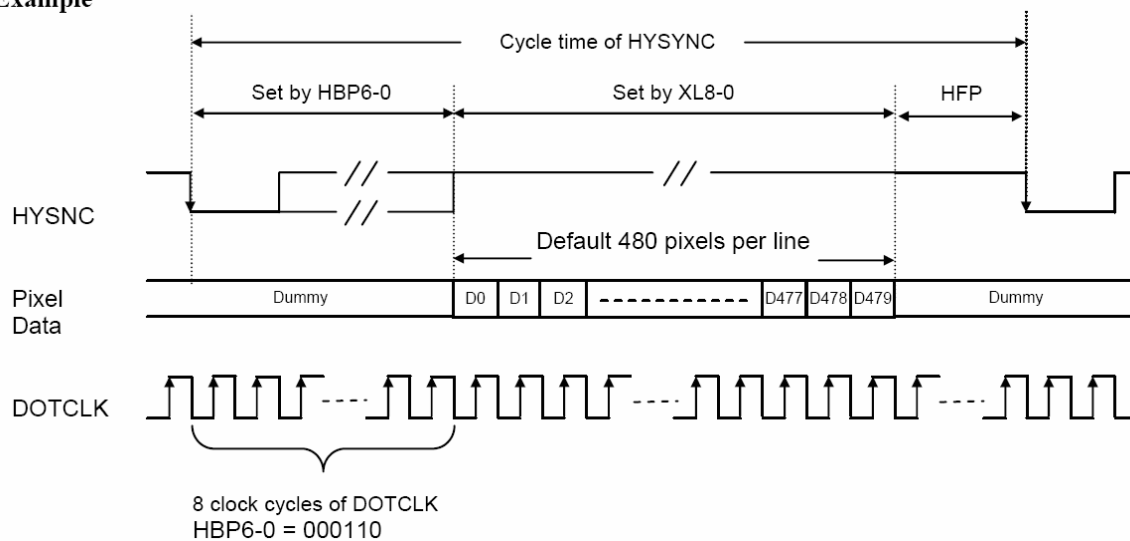 Example
Cycle time of HYSYNC
Set by HBP6-0
Set by XL8-0
HFP
HYSNC
//
//
//
Default 480 pixels per line
Pixel
Data
Dummy
D0
D1
D2
D477
D478
D479
Dummy
DOTCLK
8 clock cycles of DOTCLK
HBP6-0 = 000110